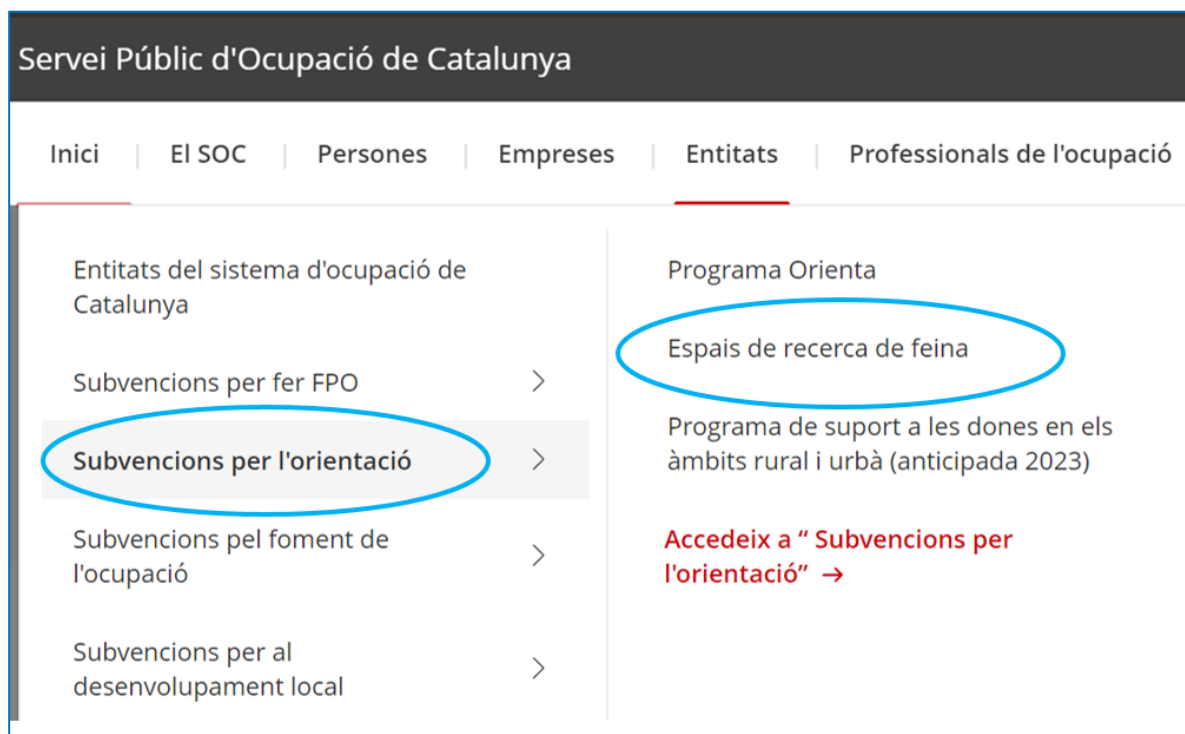 Servei Públic d'Ocupació de Catalunya
Inici | El SOC | Persones | Empreses | Entitats | Professionals de l'ocupació
Entitats del sistema d'ocupació de
Catalunya
Subvencions per fer FPO
Subvencions per l'orientació
Subvencions pel foment de
l'ocupació
Subvencions per al
desenvolupament local
Programa Orienta
Espais de recerca de feina
Programa de suport a les dones en els
àmbits rural i urbà (anticipada 2023)
Accedeix a “ Subvencions per
l'orientació” →